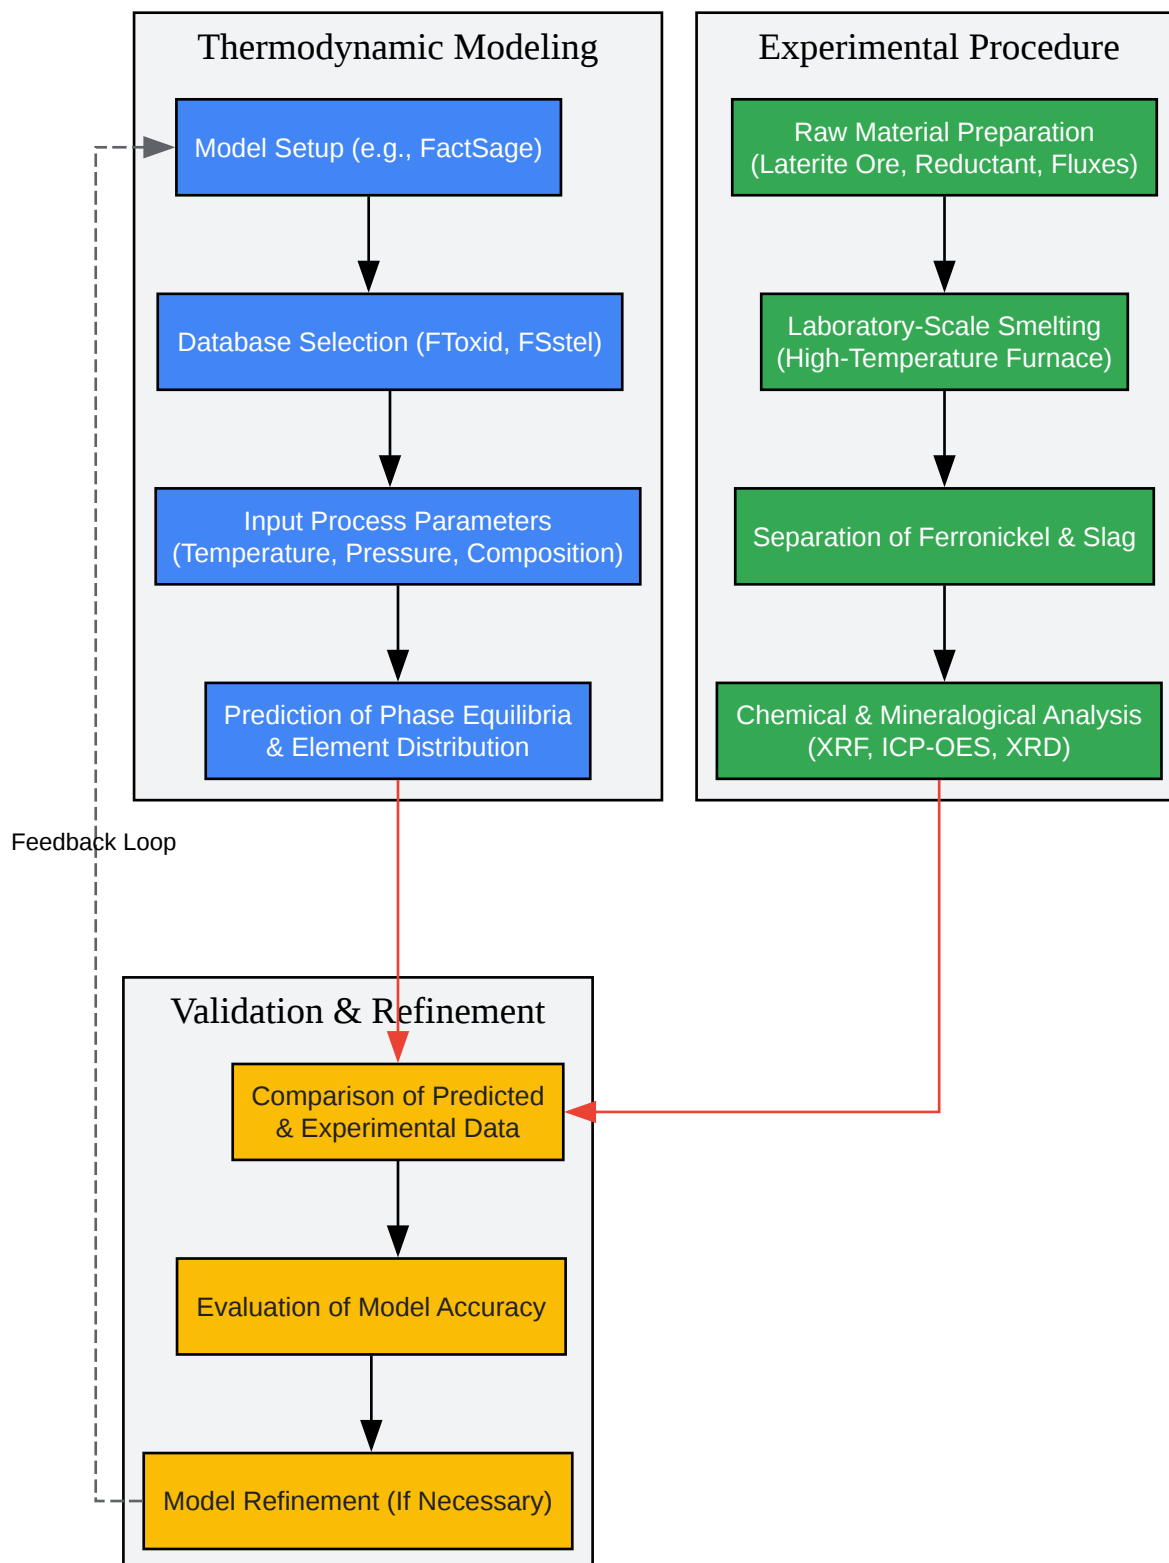 Thermodynamic Modeling
Model Setup (e.g., FactSage)
Database Selection (FToxid, FSstel)
Input Process Parameters
(Temperature, Pressure, Composition)
Prediction of Phase Equilibria
& Element Distribution
Experimental Procedure
Raw Material Preparation
(Laterite Ore, Reductant, Fluxes)
Laboratory-Scale Smelting
(High-Temperature Furnace)
Separation of Ferronickel & Slag
Chemical & Mineralogical Analysis
(XRF, ICP-OES, XRD)
Feedback Loop
Validation & Refinement
Comparison of Predicted
& Experimental Data
Evaluation of Model Accuracy
Model Refinement (If Necessary)